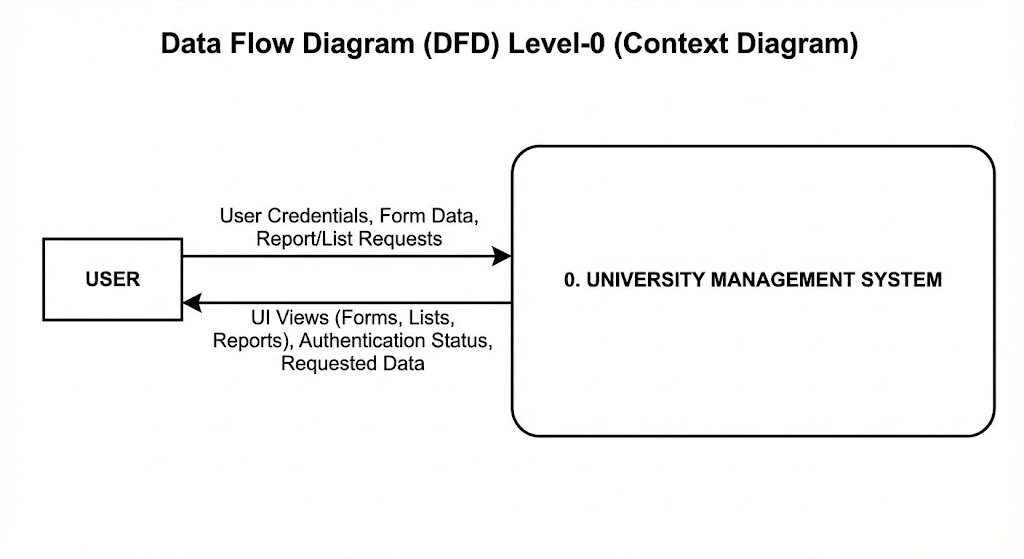 Data Flow Diagram (DFD) Level-0 (Context Diagram)
User Credentials, Form Data,
Report/List Requests
USER
0. UNIVERSITY MANAGEMENT SYSTEM
UI Views (Forms, Lists,
Reports), Authentication Status,
Requested Data